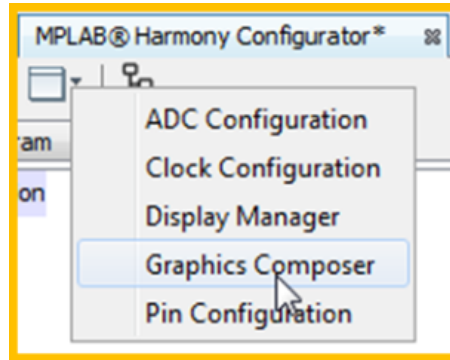 MPLAB® Harmony Configurator*
ram
ADC Configuration
Clock Configuration
on
Display Manager
Graphics Composer
Pin Configuration